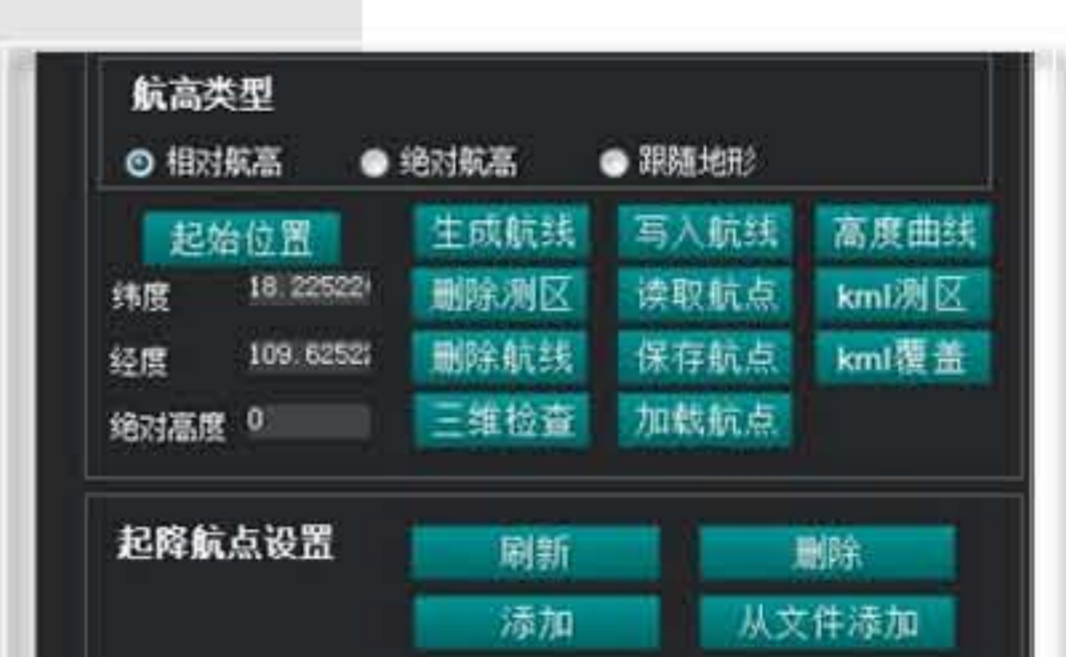 航高类型
相对航高 绝对航高 跟随地形
起始位置 生成航线 写入航线 高度曲线
纬度 18.22522 删除测区 读取航点 kml测区
经度 109.6252 删除航线 保存航点 kml覆盖
绝对高度 0 三维检查 加载航点
起降航点设置 刷新 删除
添加 从文件添加